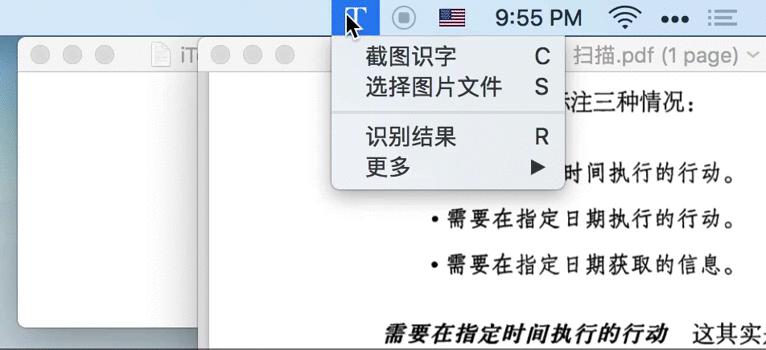 T 9:55 PM
iT
扫描.pdf (1 page)
截图识字 C
选择图片文件 S
识别结果 R
更多
标注三种情况：
时间执行的行动。
• 需要在指定日期执行的行动。
• 需要在指定日期获取的信息。
需要在指定时间执行的行动 这其实